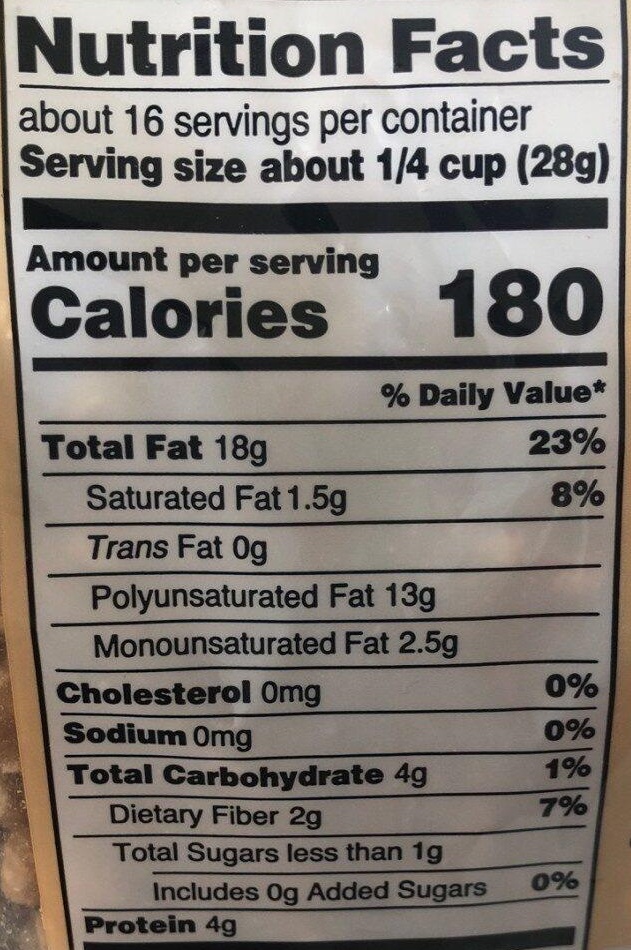 Nutrition Facts
about 16 servings per container
Serving size about 1/4 cup (28g)
Amount per serving
Calories 180
% Daily Value*
Total Fat 18g 23%
Saturated Fat 1.5g 8%
Trans Fat 0g
Polyunsaturated Fat 13g
Monounsaturated Fat 2.5g
Cholesterol 0mg 0%
Sodium 0mg 0%
Total Carbohydrate 4g 1%
Dietary Fiber 2g 7%
Total Sugars less than 1g
Includes 0g Added Sugars 0%
Protein 4g